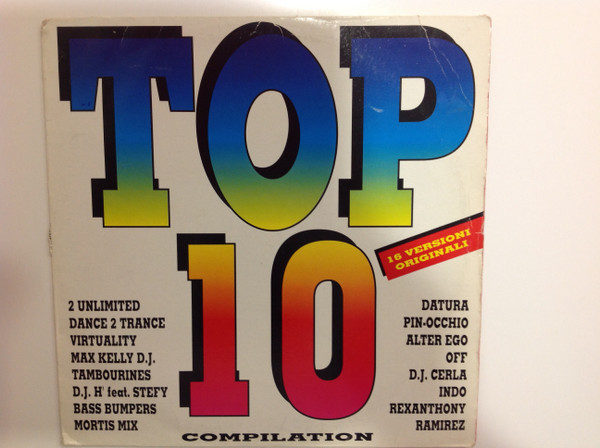 TOP
16 VERSIONI
ORIGINALI
10
2 UNLIMITED
DANCE 2 TRANCE
VIRTUALITY
MAX KELLY D.J.
TAMBOURINES
D.J. H' feat. STEFY
BASS BUMPERS
MORTIS MIX
DATURA
PIN-OCCHIO
ALTER EGO
OFF
D.J. CERLA
INDO
REXANTHONY
RAMIREZ
COMPILATION